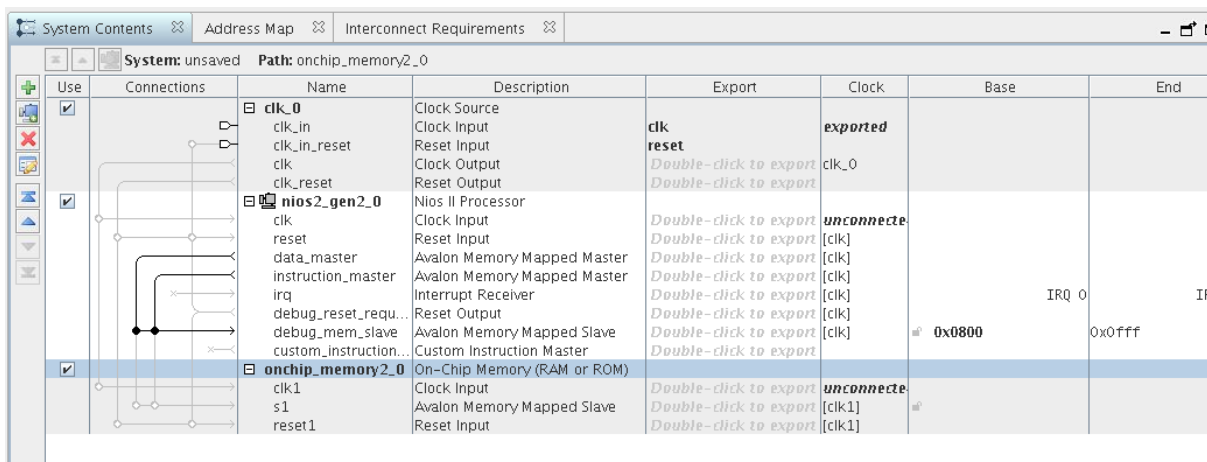 System Contents Address Map Interconnect Requirements
System: unsaved Path: onchip_memory2_0
Use Connections Name Description Export Clock Base End
clk_0 Clock Source
clk_in Clock Input clk exported
clk_in_reset Reset Input reset
clk Clock Output Double-click to export clk_0
clk_reset Reset Output Double-click to export
nios2_gen2_0 Nios II Processor
clk Clock Input Double-click to export unconnecte
reset Reset Input Double-click to export [clk]
data_master Avalon Memory Mapped Master Double-click to export [clk]
instruction_master Avalon Memory Mapped Master Double-click to export [clk]
irq Interrupt Receiver Double-click to export [clk] IRQ 0
debug_reset_requ... Reset Output Double-click to export [clk]
debug_mem_slave Avalon Memory Mapped Slave Double-click to export [clk] 0x0800 0x0fff
custom_instruction... Custom Instruction Master Double-click to export
onchip_memory2_0 On-Chip Memory (RAM or ROM)
clk1 Clock Input Double-click to export unconnecte
s1 Avalon Memory Mapped Slave Double-click to export [clk1]
reset1 Reset Input Double-click to export [clk1]